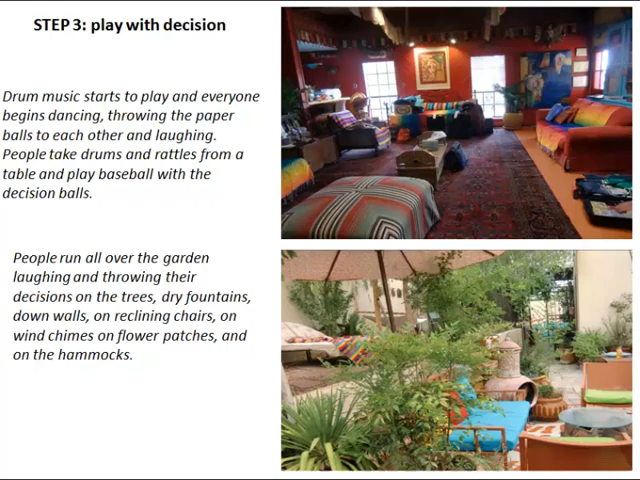 STEP 3: play with decision
Drum music starts to play and everyone
begins dancing, throwing the paper
balls to each other and laughing.
People take drums and rattles from a
table and play baseball with the
decision balls.
People run all over the garden
laughing and throwing their
decisions on the trees, dry fountains,
down walls, on reclining chairs, on
wind chimes on flower patches, and
on the hammocks.